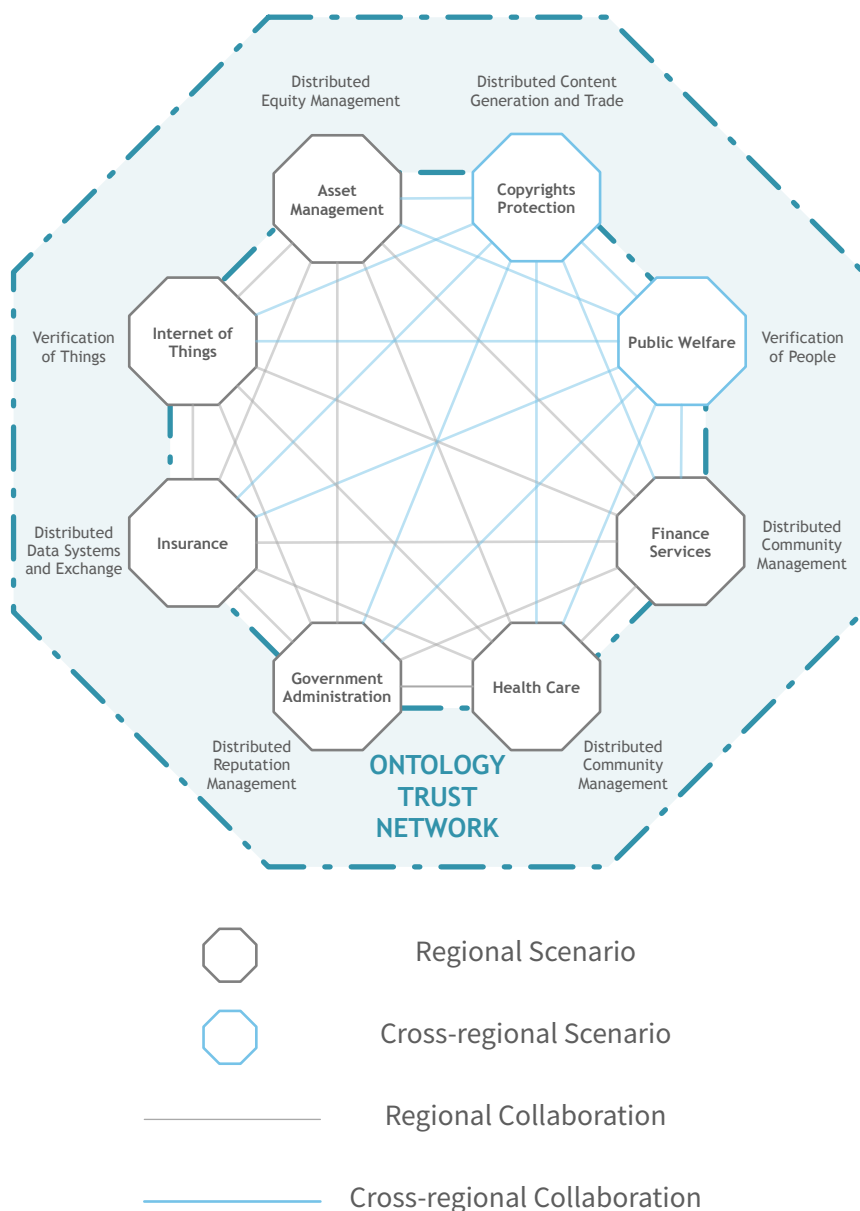 Distributed
Equity Management
Distributed Content
Generation and Trade
Asset
Management
Copyrights
Protection
Verification
of Things
Internet of
Things
Public Welfare
Verification
of People
Distributed
Data Systems
and Exchange
Insurance
Finance
Services
Distributed
Community
Management
Government
Administration
Health Care
Distributed
Reputation
Management
ONTOLOGY
TRUST
NETWORK
Distributed
Community
Management
Regional Scenario
Cross-regional Scenario
Regional Collaboration
Cross-regional Collaboration